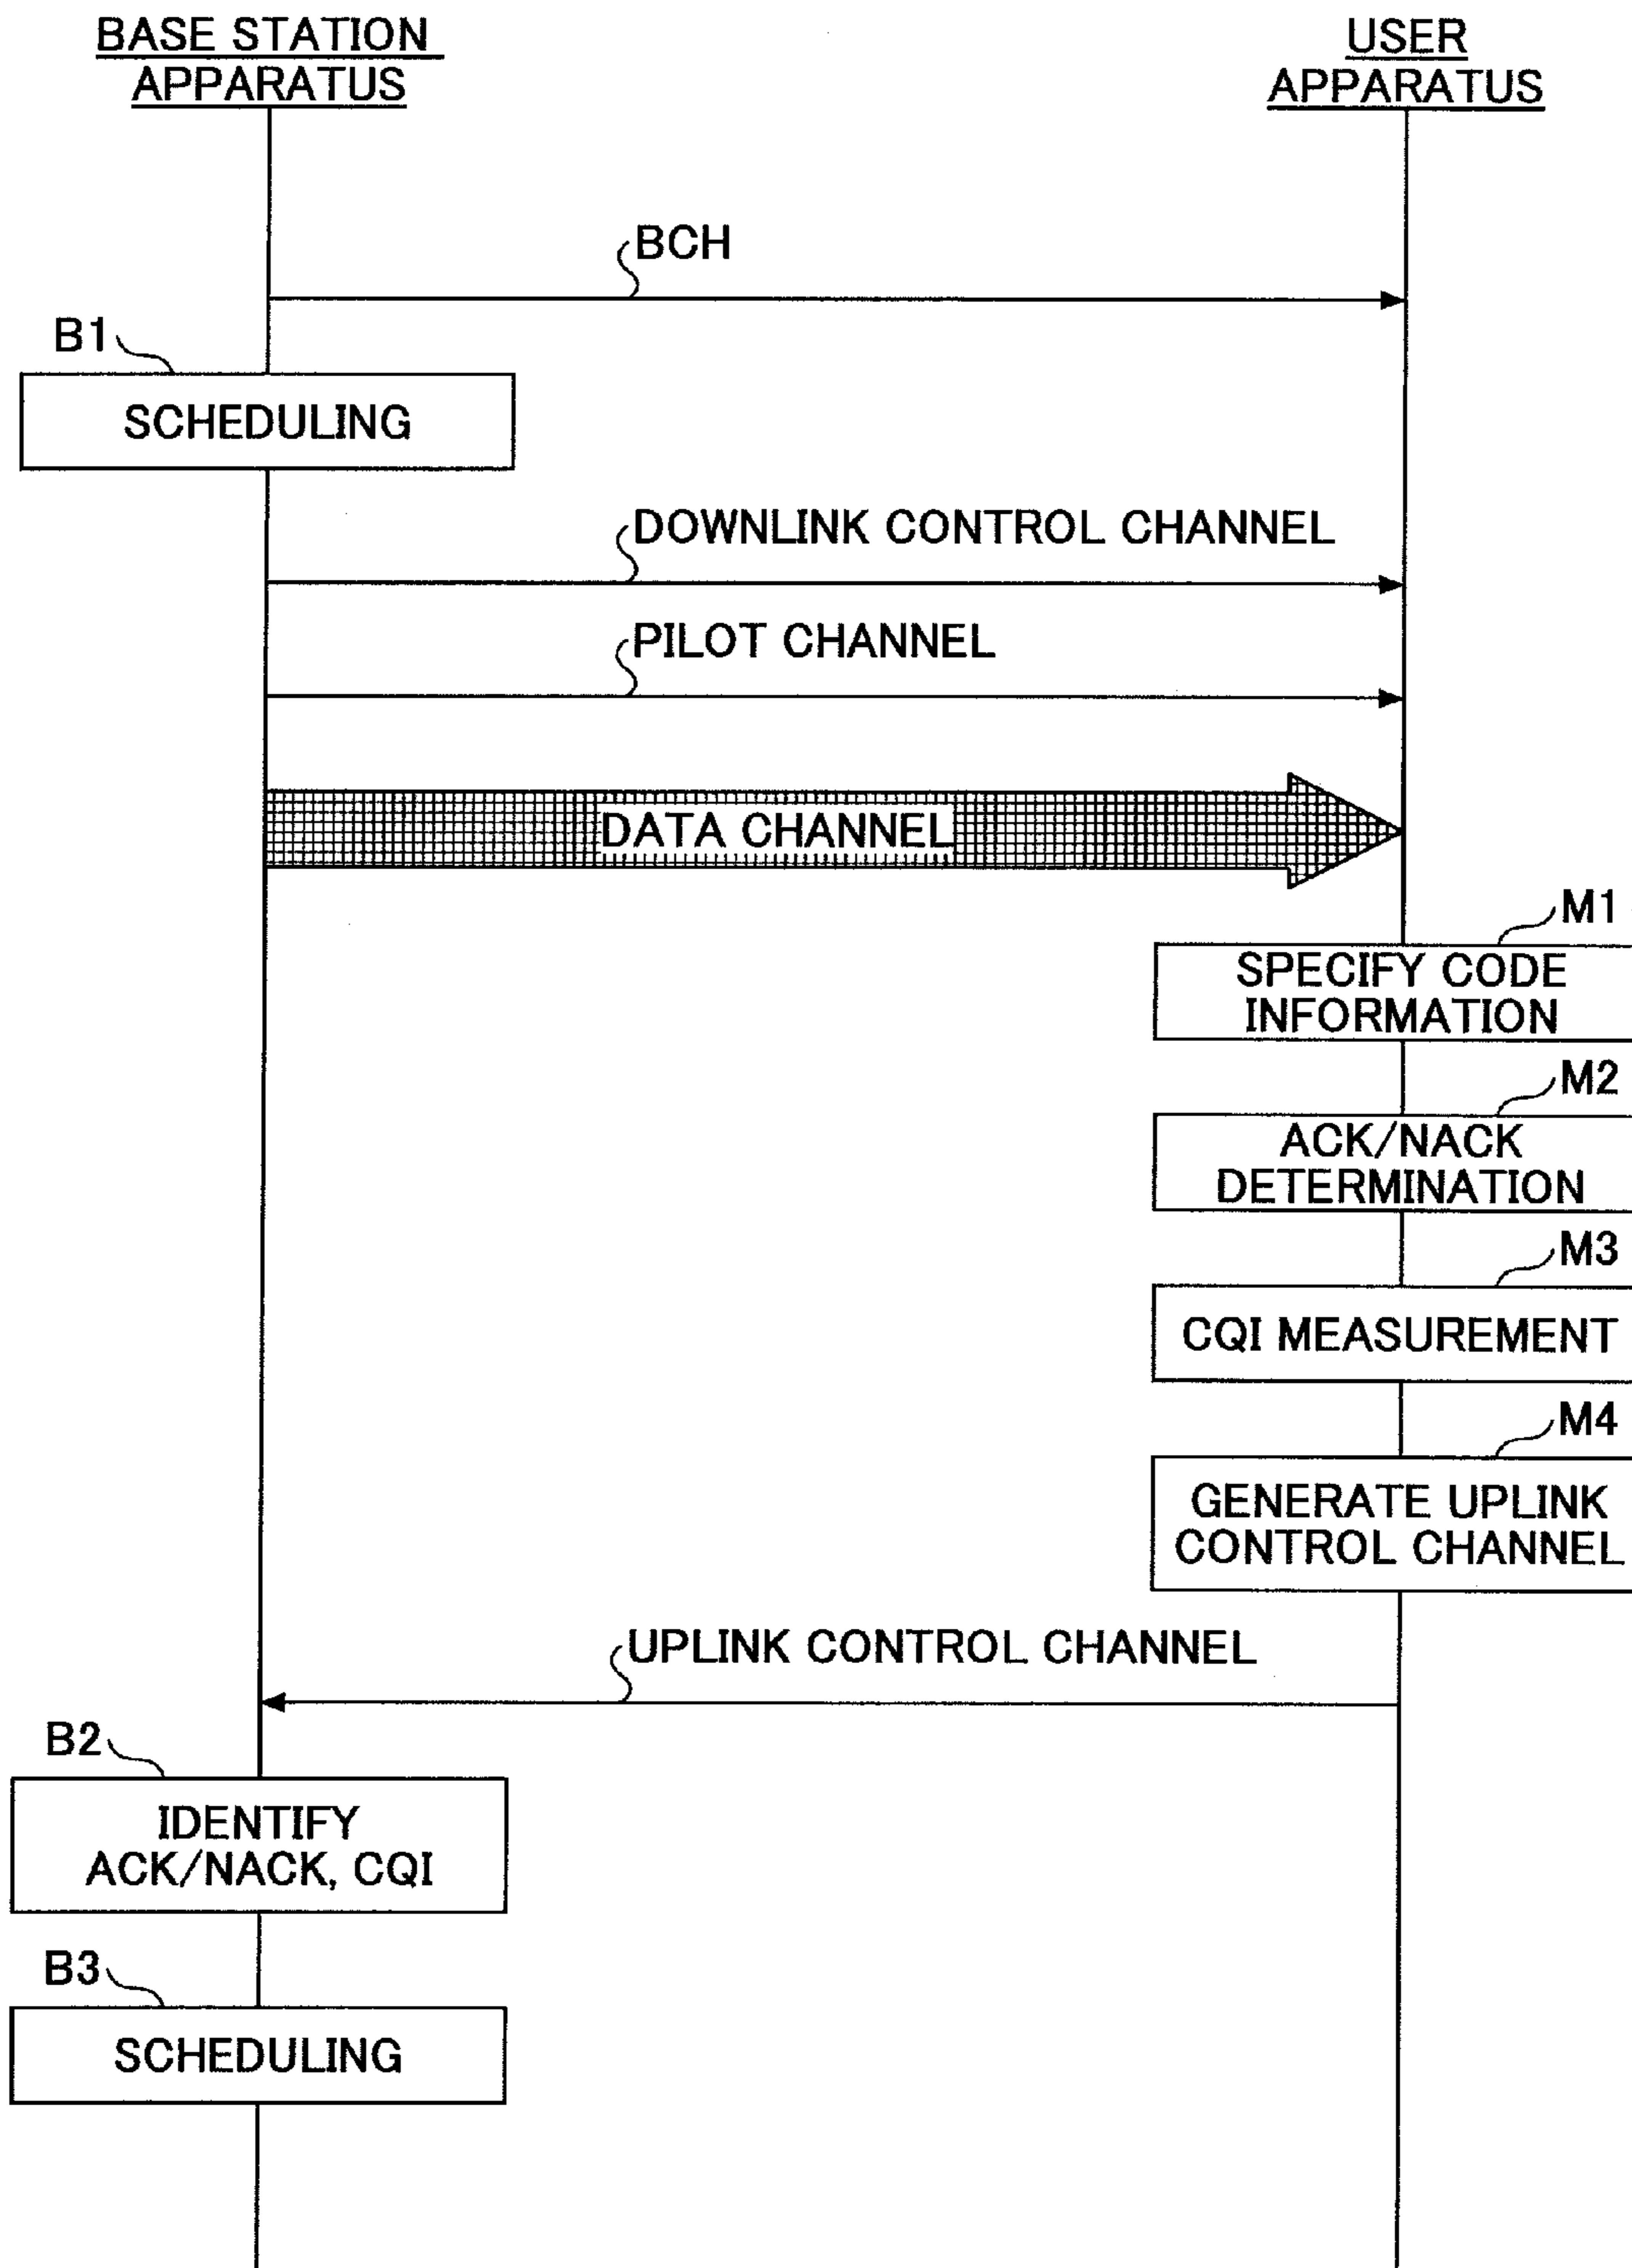 BASE STATION
APPARATUS
USER
APPARATUS
BCH
B1
SCHEDULING
DOWNLINK CONTROL CHANNEL
PILOT CHANNEL
DATA CHANNEL
M1
SPECIFY CODE
INFORMATION
M2
ACK/NACK
DETERMINATION
M3
CQI MEASUREMENT
M4
GENERATE UPLINK
CONTROL CHANNEL
UPLINK CONTROL CHANNEL
B2
IDENTIFY
ACK/NACK, CQI
B3
SCHEDULING